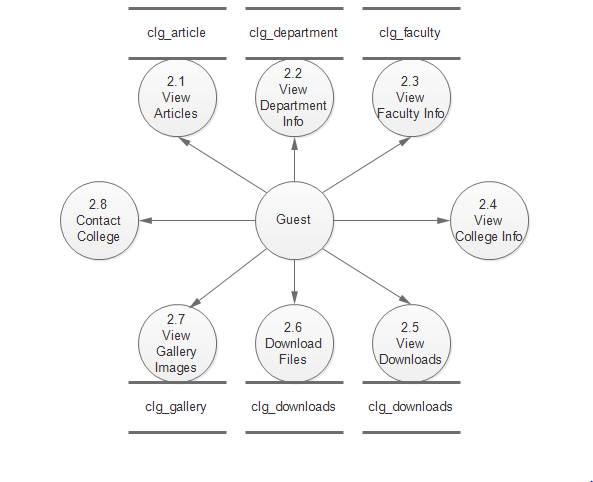 clg_article
clg_department
clg_faculty
2.1
View
Articles
2.2
View
Department
Info
2.3
View
Faculty Info
2.8
Contact
College
Guest
2.4
View
College Info
2.7
View
Gallery
Images
2.6
Download
Files
2.5
View
Downloads
clg_gallery
clg_downloads
clg_downloads